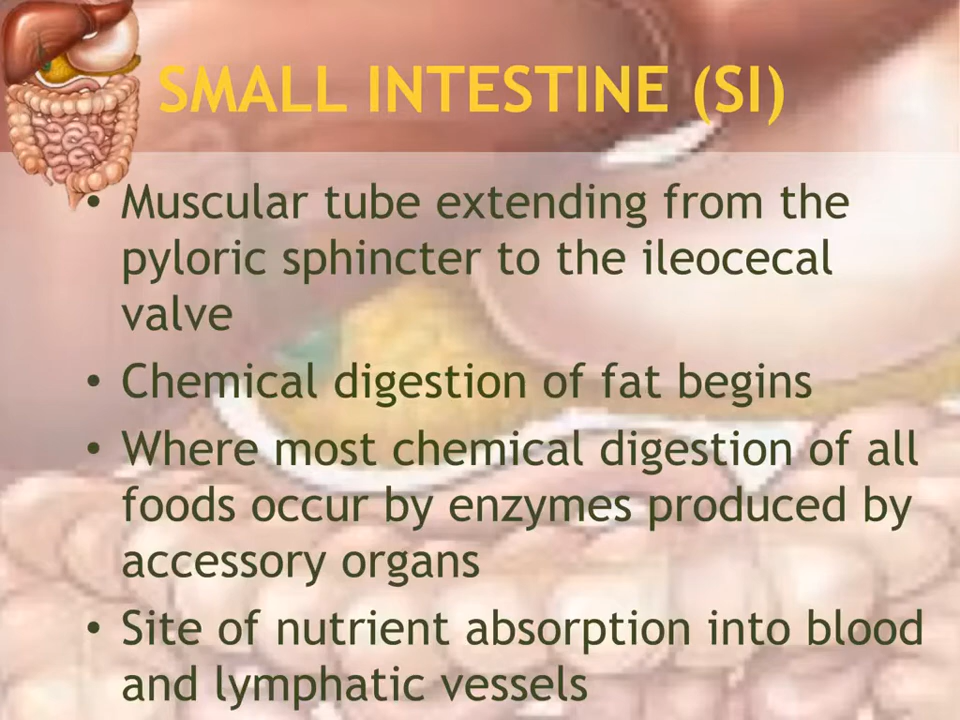 SMALL INTESTINE (SI)
• Muscular tube extending from the
pyloric sphincter to the ileocecal
valve
• Chemical digestion of fat begins
• Where most chemical digestion of all
foods occur by enzymes produced by
accessory organs
• Site of nutrient absorption into blood
and lymphatic vessels